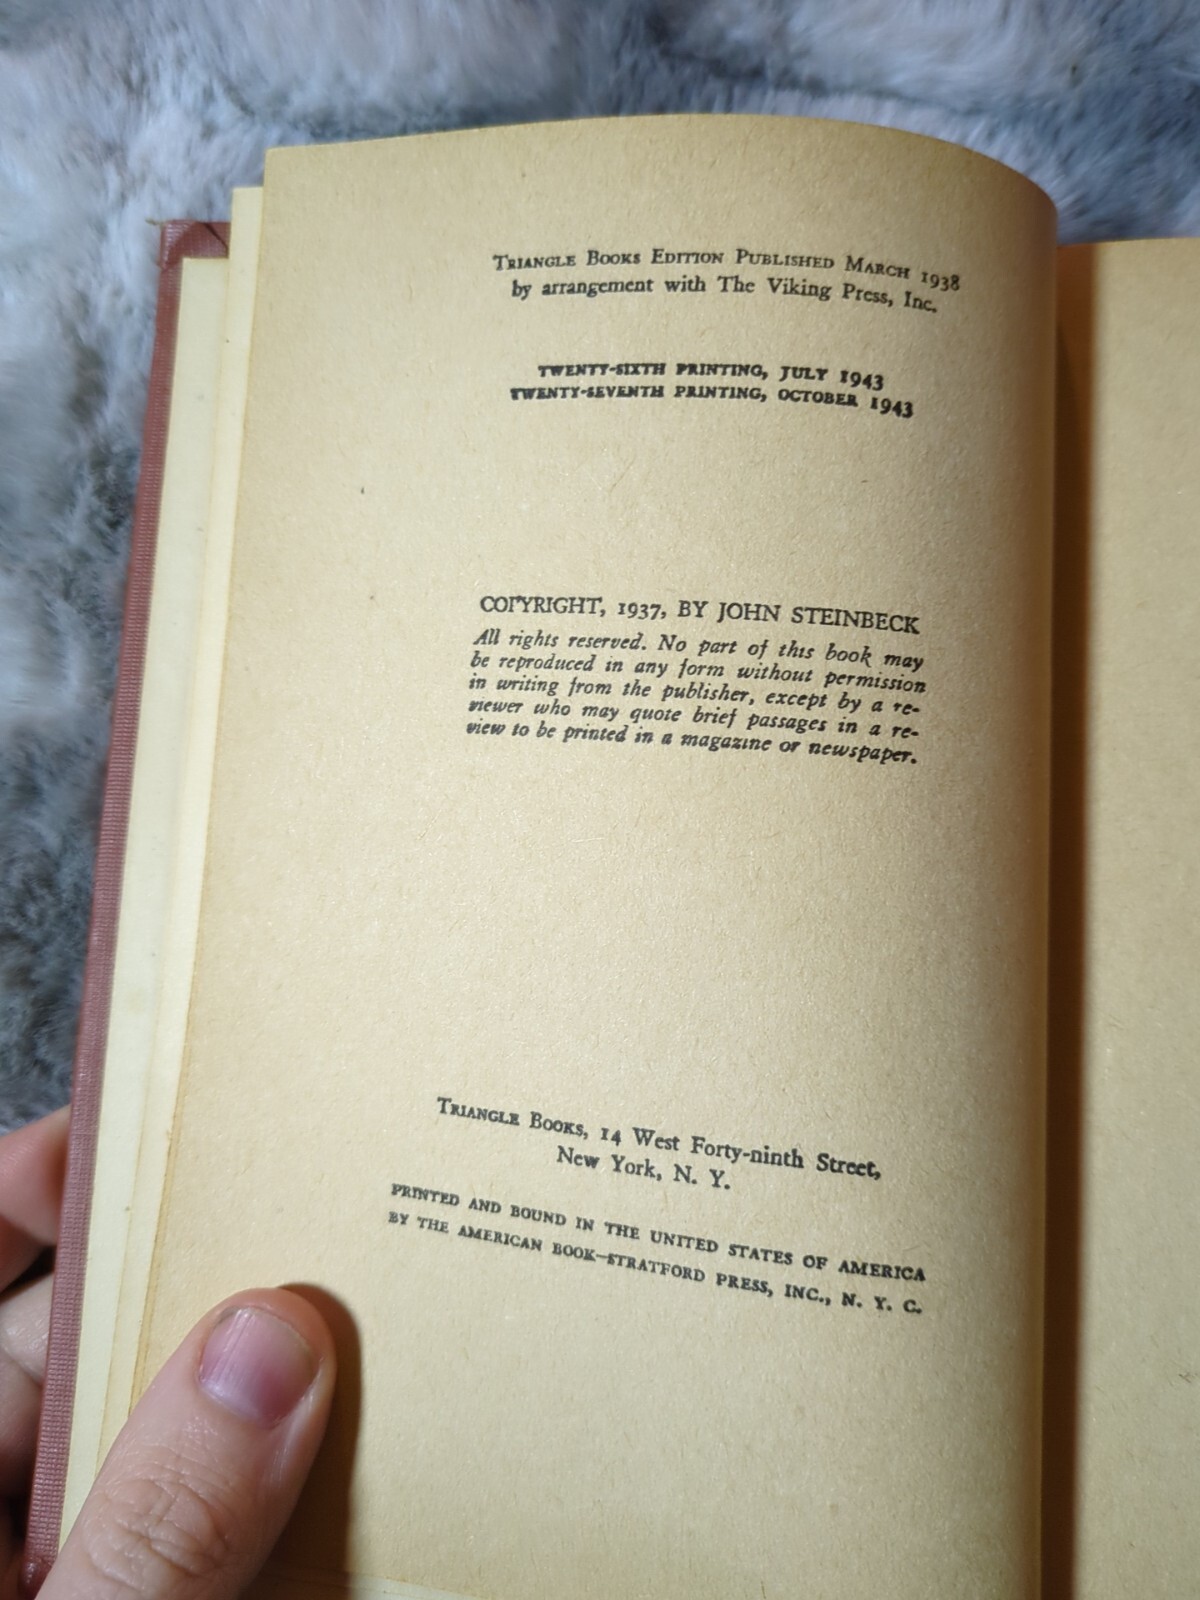 TRIANGLE BOOKS EDITION PUBLISHED MARCH 1938
by arrangement with The Viking Press, Inc.
TWENTY-SIXTH PRINTING, JULY 1943
TWENTY-SEVENTH PRINTING, OCTOBER 1943
COPYRIGHT, 1937, BY JOHN STEINBECK
All rights reserved. No part of this book may
be reproduced in any form without permission
in writing from the publisher, except by a re-
viewer who may quote brief passages in a re-
view to be printed in a magazine or newspaper.
TRIANGLE BOOKS, 14 West Forty-ninth Street,
New York, N. Y.
PRINTED AND BOUND IN THE UNITED STATES OF AMERICA
BY THE AMERICAN BOOK–STRATFORD PRESS, INC., N. Y. C.